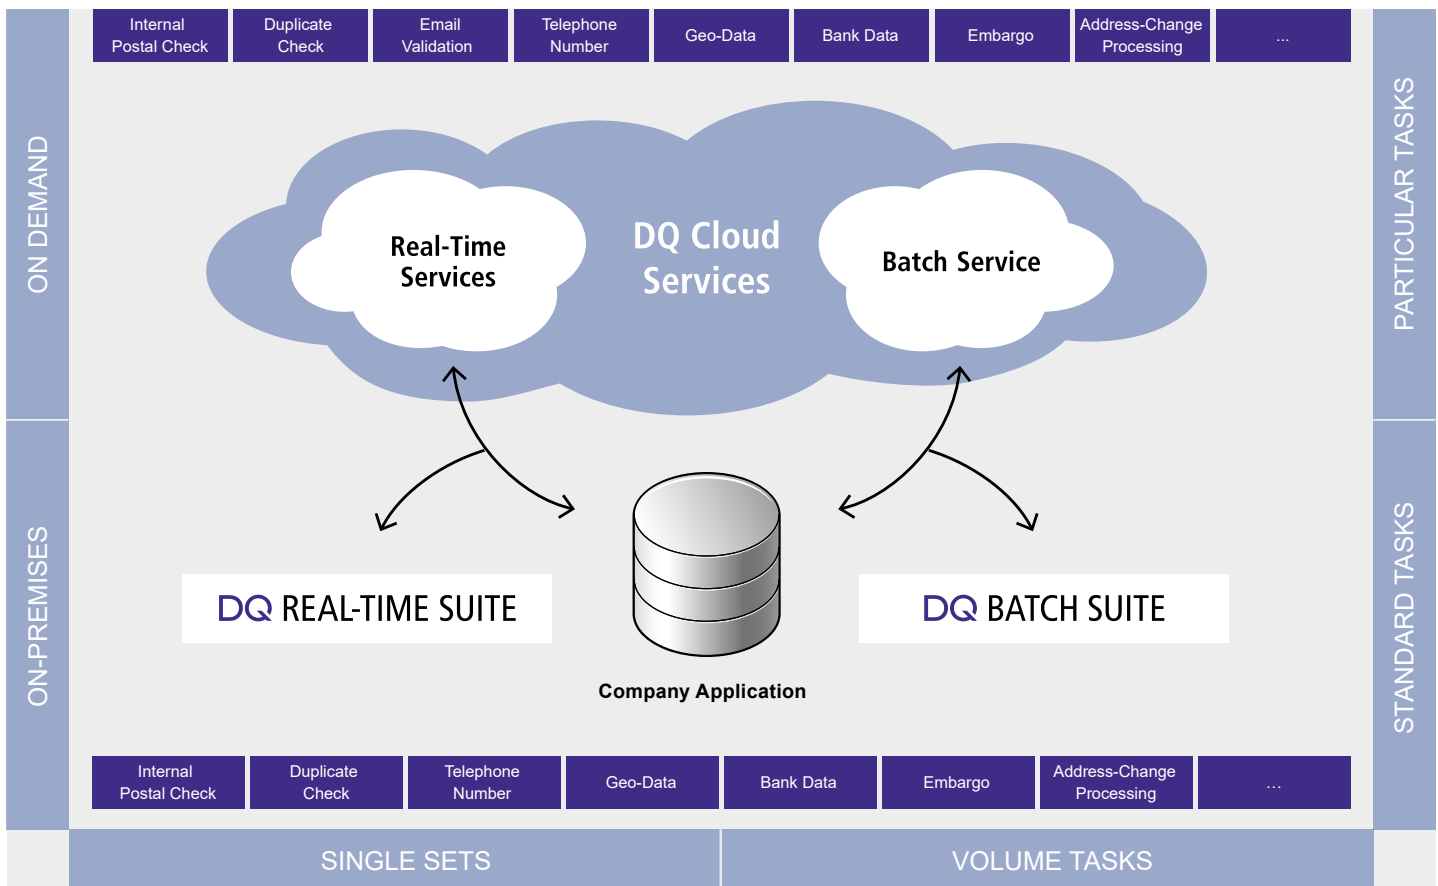 Internal
Postal Check
Duplicate
Check
Email
Validation
Telephone
Number
Geo-Data
Bank Data
Embargo
Address-Change
Processing
...
ON DEMAND
PARTICULAR TASKS
Real-Time
Services
DQ Cloud
Services
Batch Service
ON-PREMISES
STANDARD TASKS
DQ REAL-TIME SUITE
DQ BATCH SUITE
Company Application
Internal
Postal Check
Duplicate
Check
Telephone
Number
Geo-Data
Bank Data
Embargo
Address-Change
Processing
...
SINGLE SETS
VOLUME TASKS